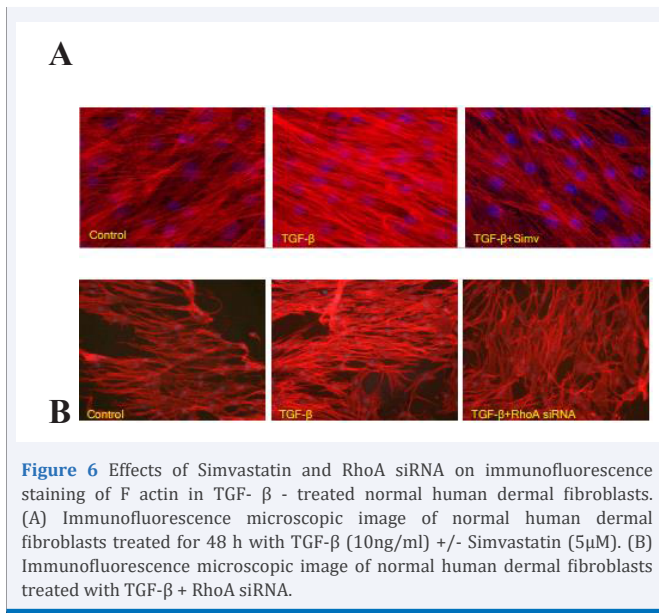 A
Control
TGF-β
TGF-β+Simv
Control
TGF-β
TGF-β+RhoA siRNA
B
Figure 6 Effects of Simvastatin and RhoA siRNA on immunofluorescence
staining of F actin in TGF- β - treated normal human dermal fibroblasts.
(A) Immunofluorescence microscopic image of normal human dermal
fibroblasts treated for 48 h with TGF-β (10ng/ml) +/- Simvastatin (5μM). (B)
Immunofluorescence microscopic image of normal human dermal fibroblasts
treated with TGF-β + RhoA siRNA.